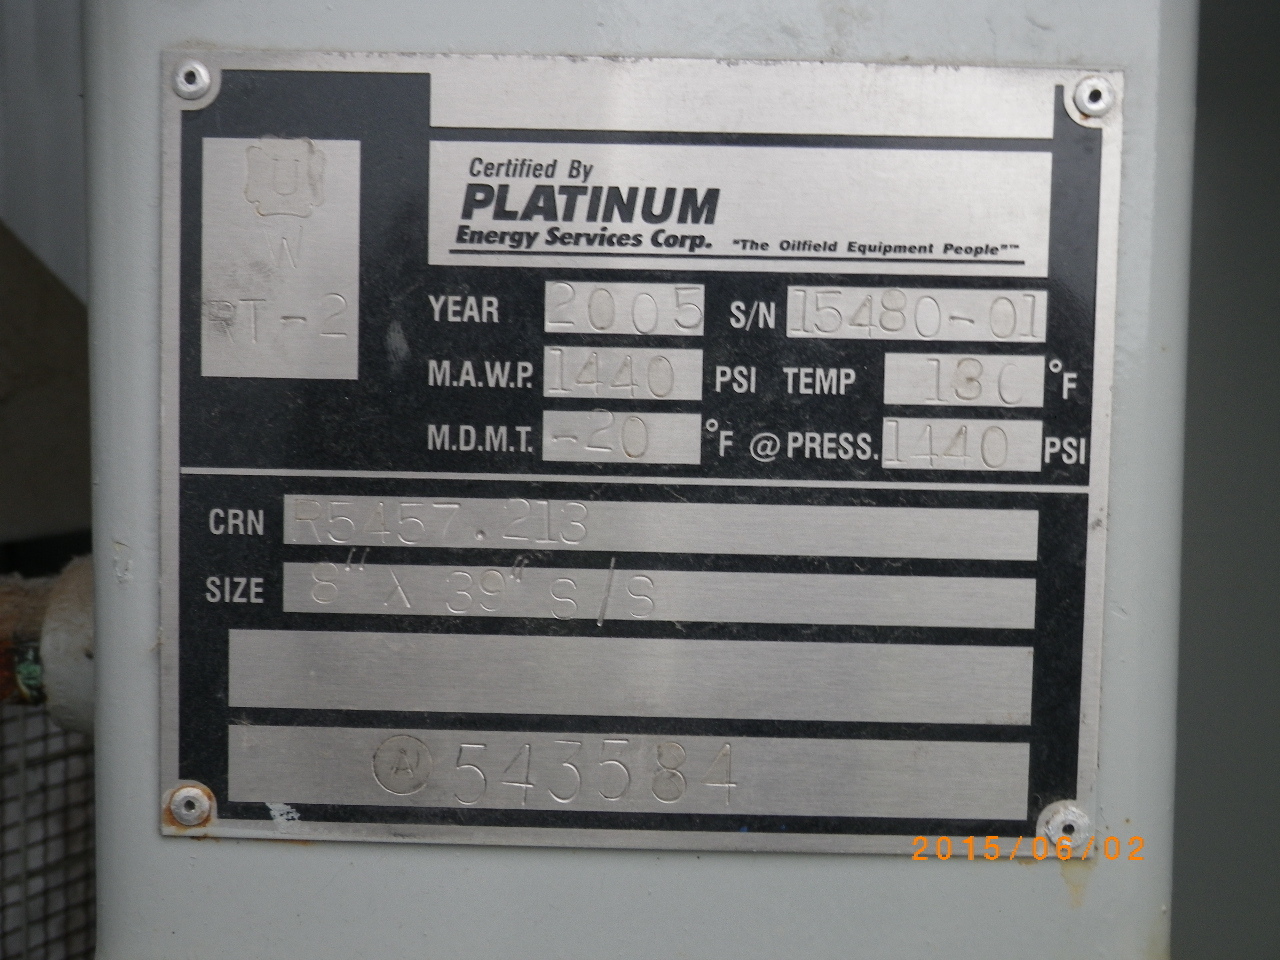 U
W
RT-2
Certified By
PLATINUM
Energy Services Corp. "The Oilfield Equipment People"™
YEAR 2005 S/N 15480-01
M.A.W.P. 1440 PSI TEMP 130 °F
M.D.M.T. -20 °F @ PRESS. 1440 PSI
CRN R5457.213
SIZE 8" X 39" S/S
A 543584
2015/06/02